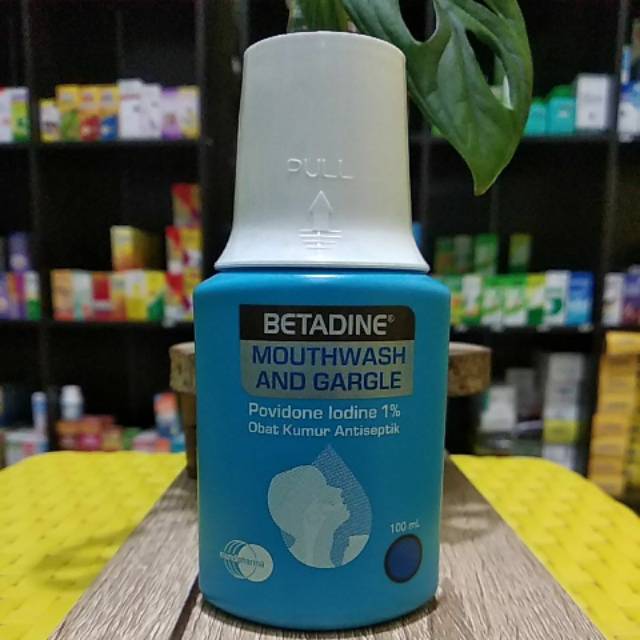 PULL
BETADINE®
MOUTHWASH
AND GARGLE
Povidone Iodine 1%
Obat Kumur Antiseptik
100 mL